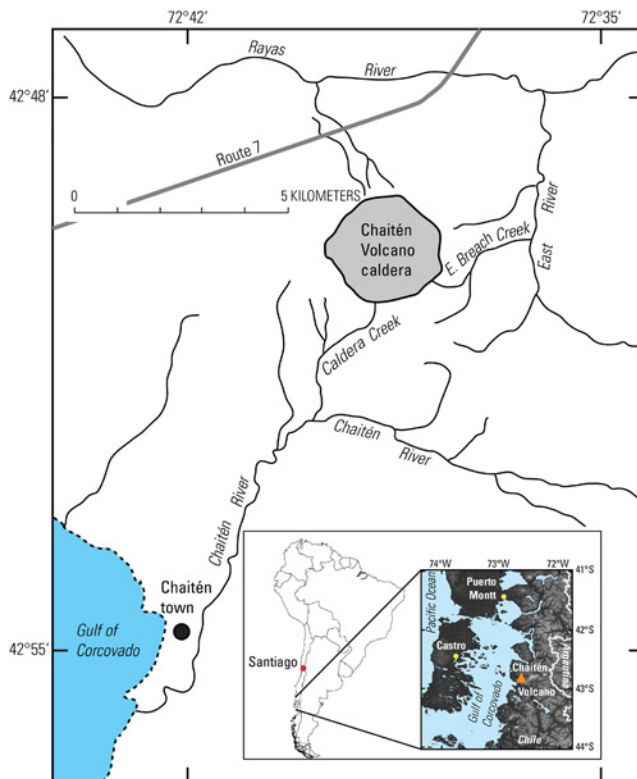 72°42'
72°35'
Rayas
River
42°48'
Route 7
0
5 KILOMETERS
Chaitén
Volcano
caldera
E. Breach Creek
River
East
Caldera Creek
Chaitén
River
Chaitén
River
Chaitén
town
Gulf of
Corcovado
42°55'
Santiago
74°W
73°W
72°W
41°S
Puerto
Montt
Pacific Ocean
42°S
Castro
Argentina
Chaitén
Volcano
43°S
Gulf of
Corcovado
Chile
44°S